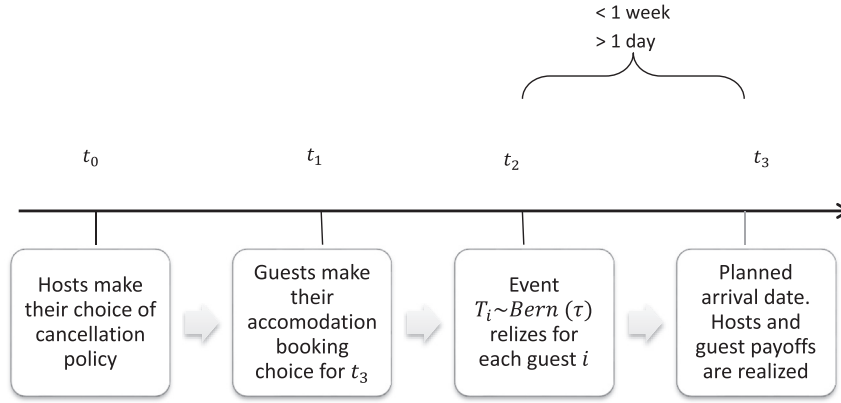 < 1 week
> 1 day
t₀
t₁
t₂
t₃
Hosts make
their choice of
cancellation
policy
Guests make
their
accomodation
booking
choice for t₃
Event
Tᵢ~Bern (τ)
relizes for
each guest i
Planned
arrival date.
Hosts and
guest payoffs
are realized